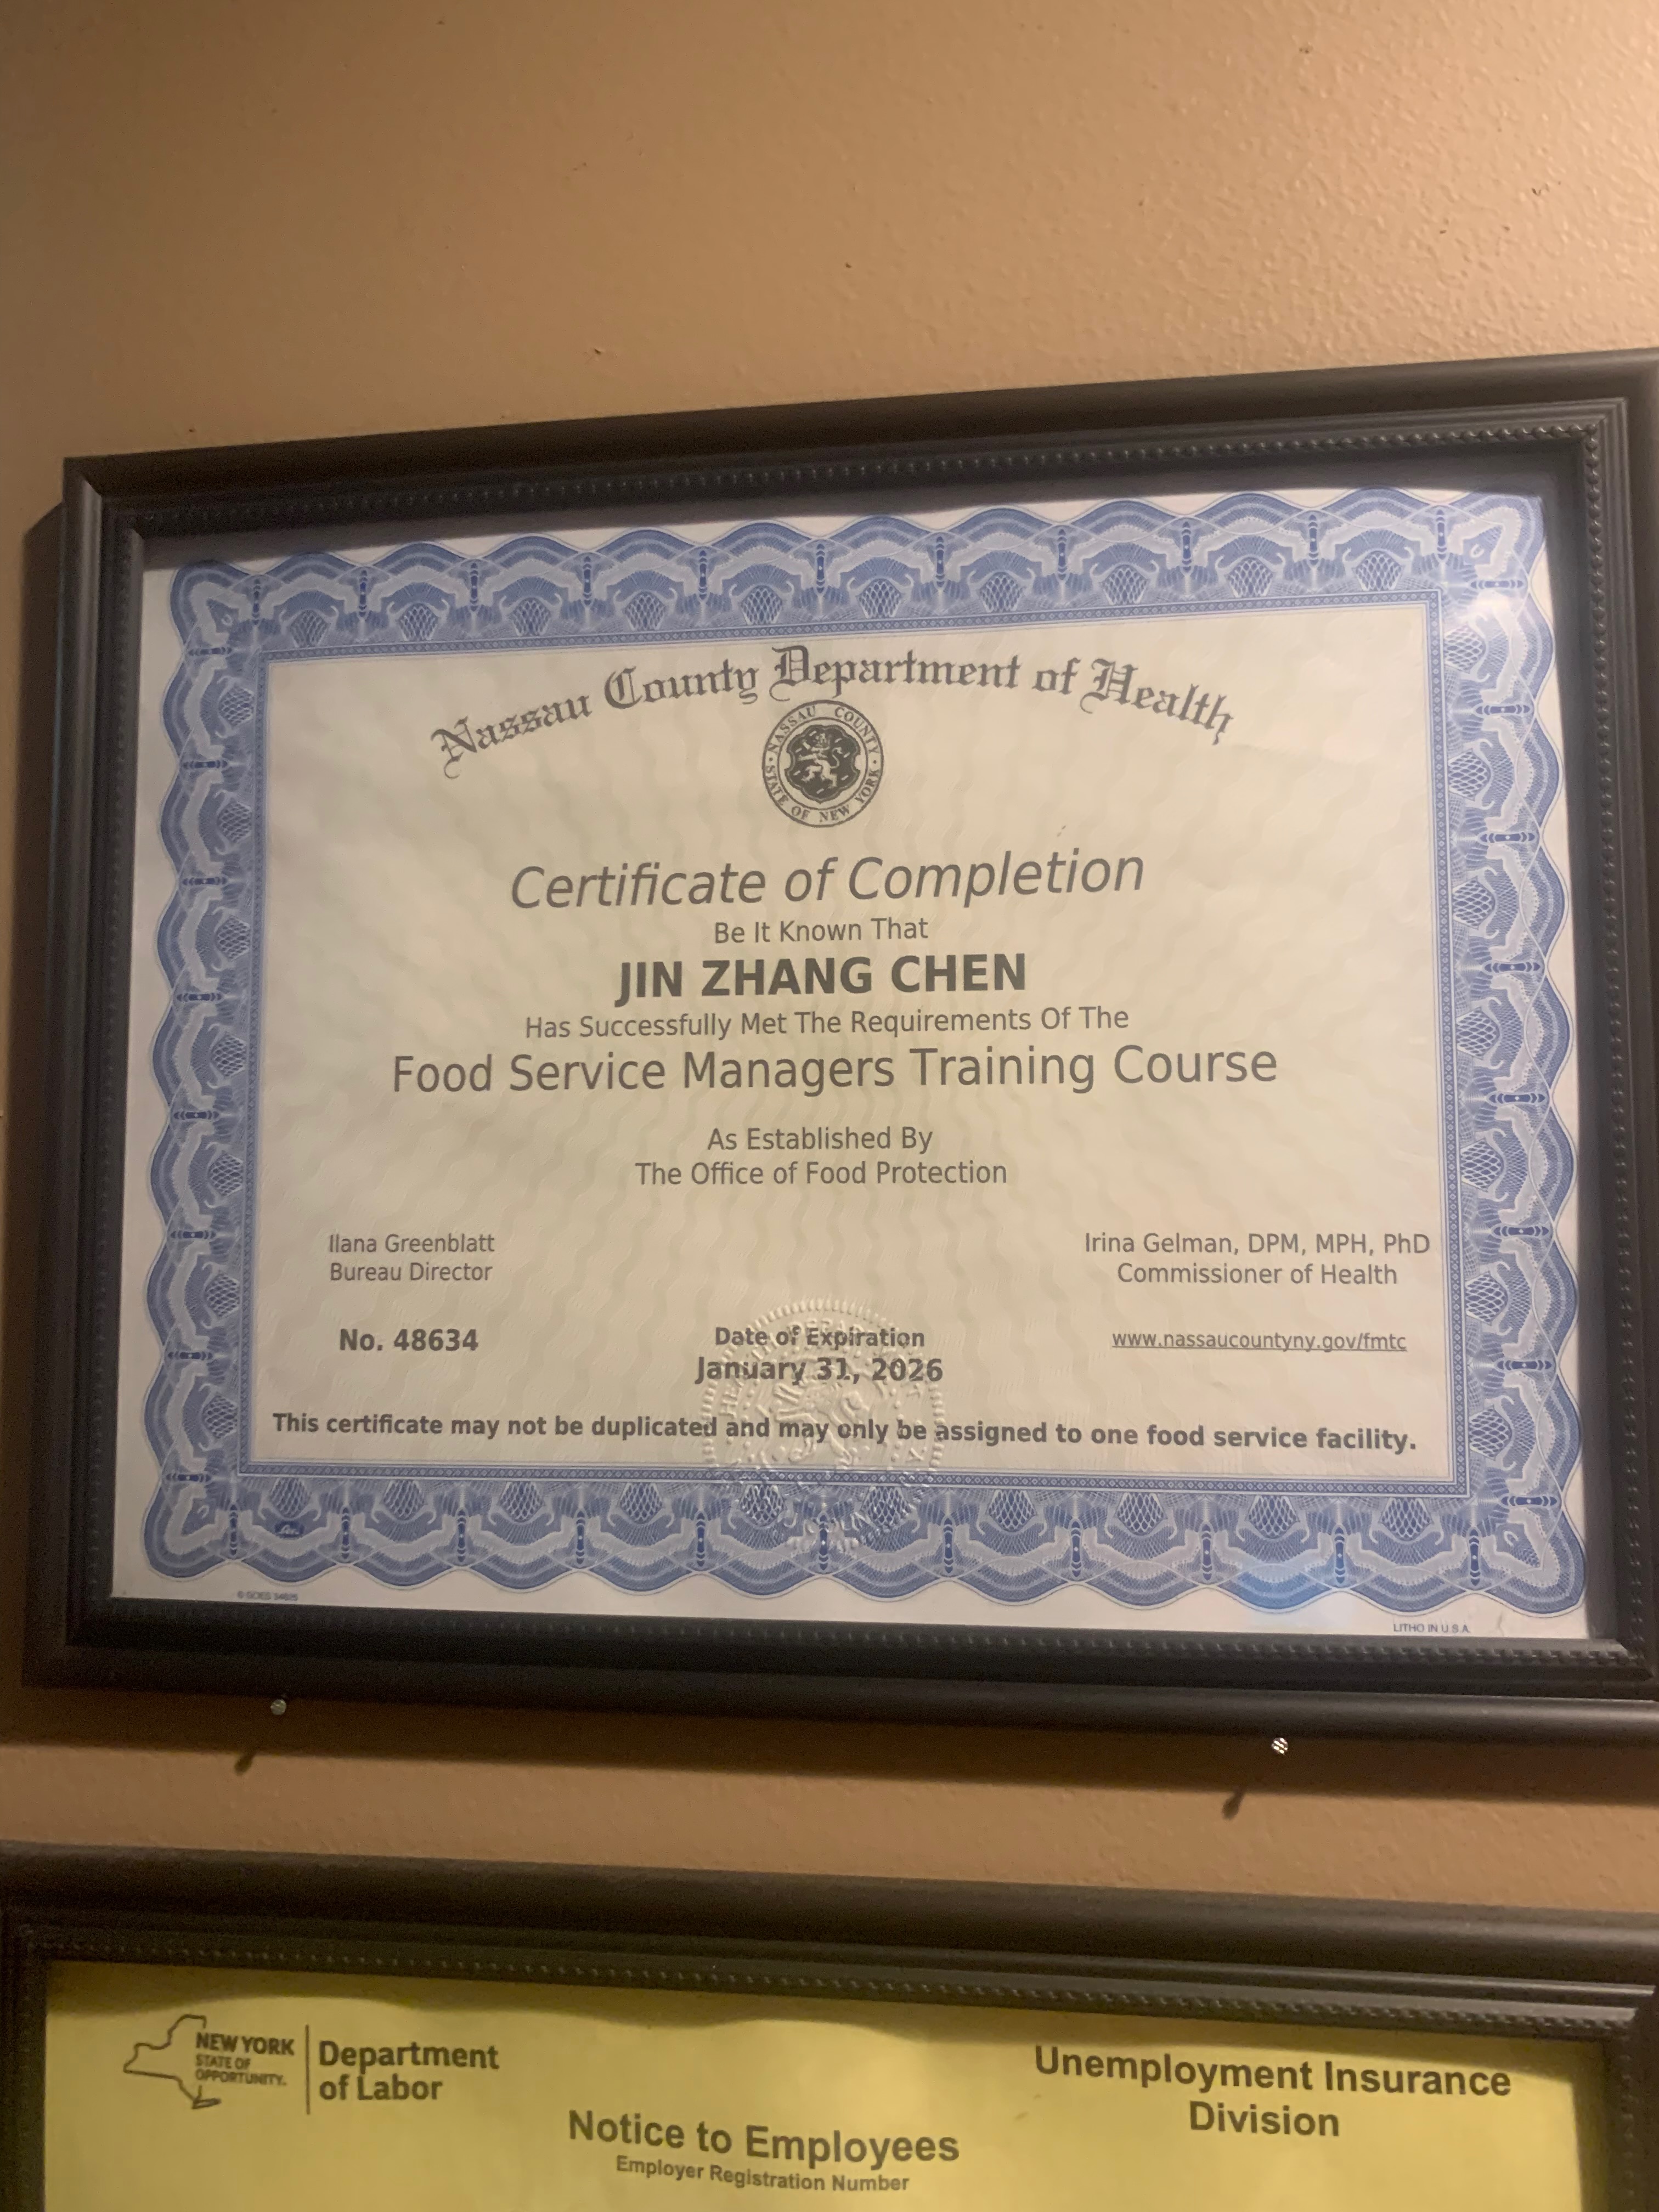 Nassau County Department of Health
NASSAU COUNTY
STATE OF NEW YORK
Certificate of Completion
Be It Known That
JIN ZHANG CHEN
Has Successfully Met The Requirements Of The
Food Service Managers Training Course
As Established By
The Office of Food Protection
Ilana Greenblatt
Bureau Director
Irina Gelman, DPM, MPH, PhD
Commissioner of Health
No. 48634
Date of Expiration
January 31, 2026
www.nassaucountyny.gov/fmtc
This certificate may not be duplicated and may only be assigned to one food service facility.
LITHO IN U.S.A.
NEW YORK
STATE OF
OPPORTUNITY.
Department
of Labor
Unemployment Insurance
Division
Notice to Employees
Employer Registration Number